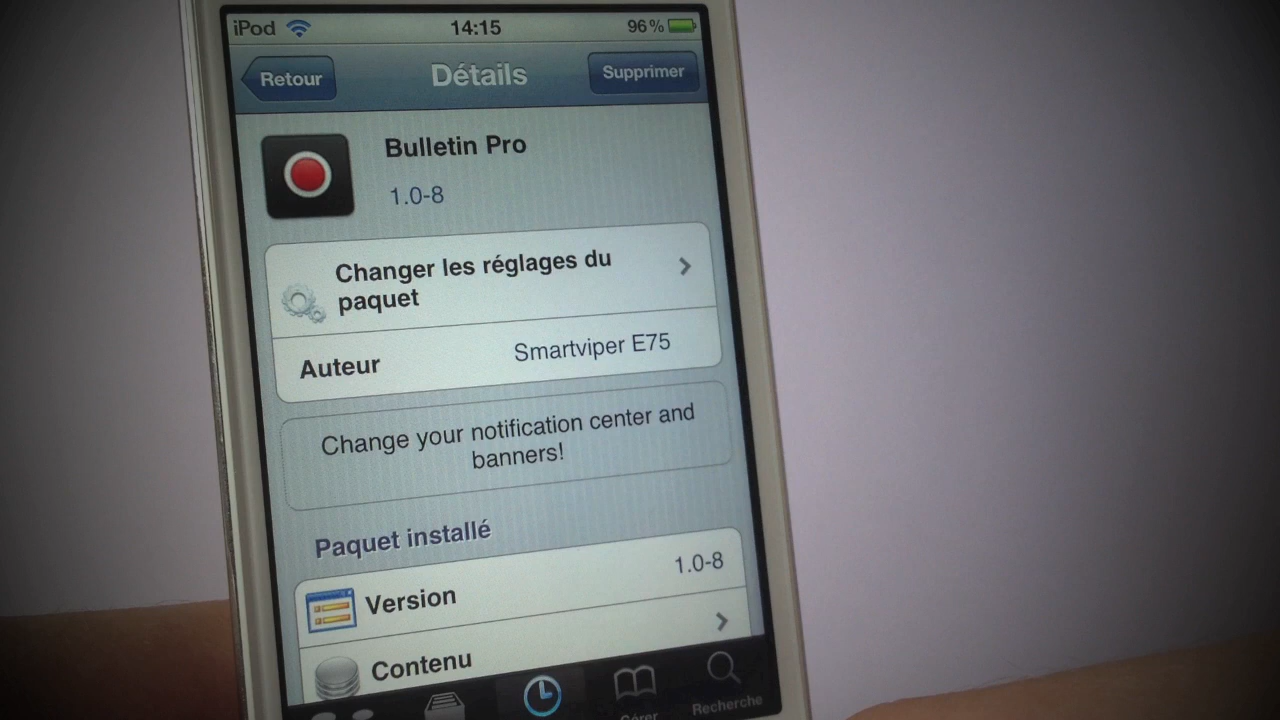 iPod 14:15 96%
Retour Détails Supprimer
Bulletin Pro
1.0-8
Changer les réglages du
paquet
Auteur Smartviper E75
Change your notification center and
banners!
Paquet installé
Version 1.0-8
Contenu
Gérer Recherche